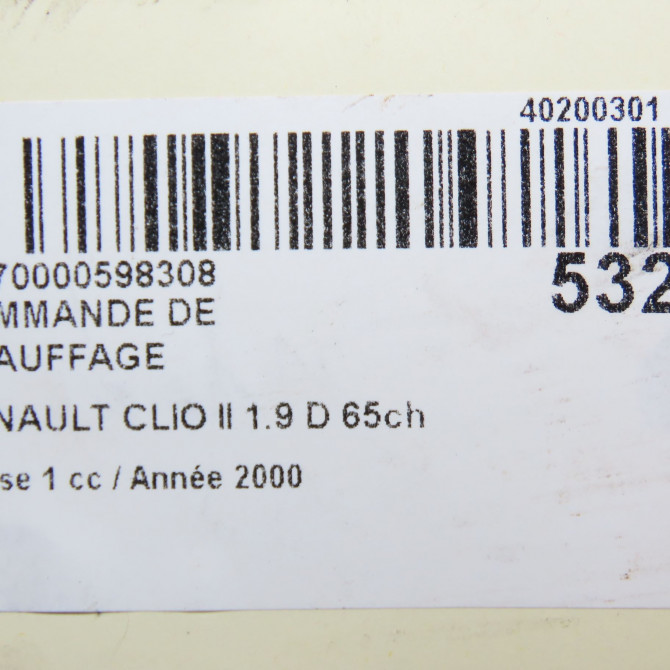 40200301
70000598308
532
MMANDE DE
AUFFAGE
NAULT CLIO II 1.9 D 65ch
se 1 cc / Année 2000